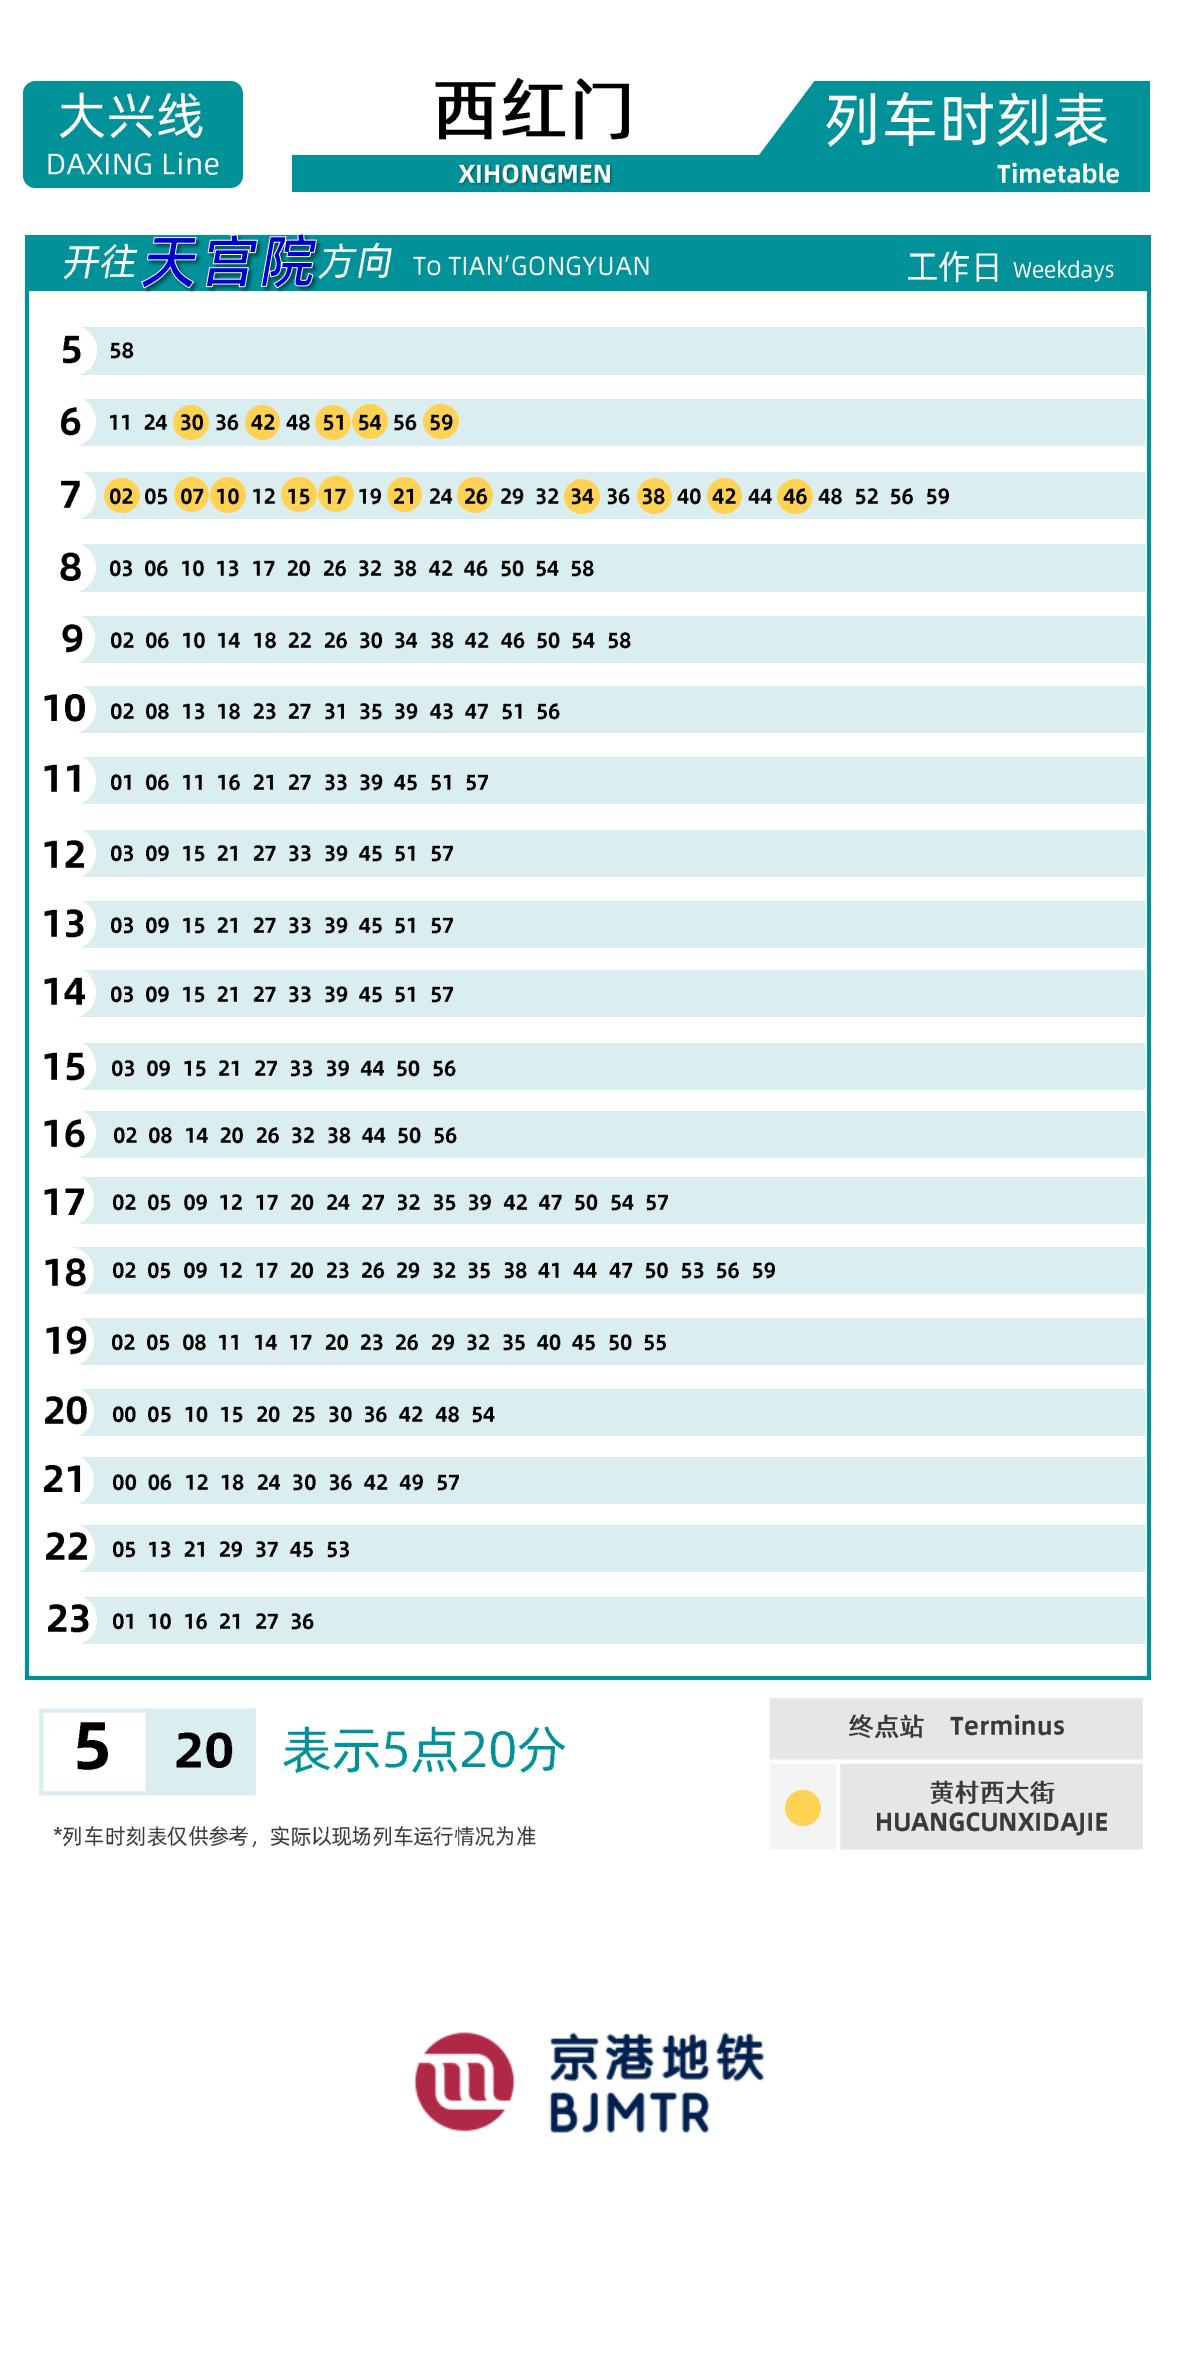 大兴线
DAXING Line
西红门
XIHONGMEN
列车时刻表
Timetable
开往天宫院方向 To TIAN’GONGYUAN 工作日 Weekdays
5 58
6 11 24 30 36 42 48 51 54 56 59
7 02 05 07 10 12 15 17 19 21 24 26 29 32 34 36 38 40 42 44 46 48 52 56 59
8 03 06 10 13 17 20 26 32 38 42 46 50 54 58
9 02 06 10 14 18 22 26 30 34 38 42 46 50 54 58
10 02 08 13 18 23 27 31 35 39 43 47 51 56
11 01 06 11 16 21 27 33 39 45 51 57
12 03 09 15 21 27 33 39 45 51 57
13 03 09 15 21 27 33 39 45 51 57
14 03 09 15 21 27 33 39 45 51 57
15 03 09 15 21 27 33 39 44 50 56
16 02 08 14 20 26 32 38 44 50 56
17 02 05 09 12 17 20 24 27 32 35 39 42 47 50 54 57
18 02 05 09 12 17 20 23 26 29 32 35 38 41 44 47 50 53 56 59
19 02 05 08 11 14 17 20 23 26 29 32 35 40 45 50 55
20 00 05 10 15 20 25 30 36 42 48 54
21 00 06 12 18 24 30 36 42 49 57
22 05 13 21 29 37 45 53
23 01 10 16 21 27 36
5 20 表示5点20分
*列车时刻表仅供参考，实际以现场列车运行情况为准
终点站 Terminus
黄村西大街
HUANGCUNXIDAJIE
京港地铁
BJMTR